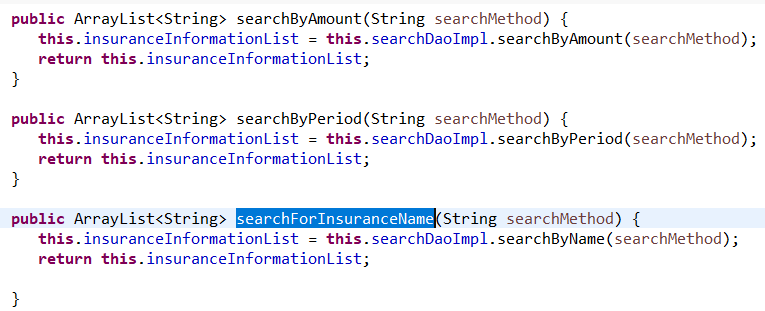 public ArrayList<String> searchByAmount(String searchMethod) {
this.insuranceInformationList = this.searchDaoImpl.searchByAmount(searchMethod);
return this.insuranceInformationList;
}
public ArrayList<String> searchByPeriod(String searchMethod) {
this.insuranceInformationList = this.searchDaoImpl.searchByPeriod(searchMethod);
return this.insuranceInformationList;
}
public ArrayList<String> searchForInsuranceName(String searchMethod) {
this.insuranceInformationList = this.searchDaoImpl.searchByName(searchMethod);
return this.insuranceInformationList;
}